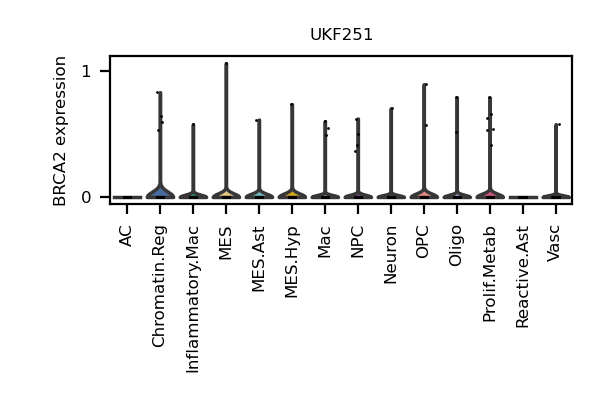 UKF251
BRCA2 expression
1
0
AC
Chromatin.Reg
Inflammatory.Mac
MES
MES.Ast
MES.Hyp
Mac
NPC
Neuron
OPC
Oligo
Prolif.Metab
Reactive.Ast
Vasc